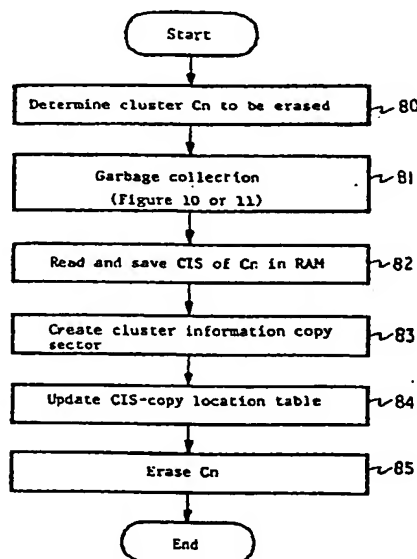 Start
Determine cluster Cn to be erased
80
Garbage collection
(Figure 10 or 11)
81
Read and save CIS of Cn in RAM
82
Create cluster information copy
sector
83
Update CIS-copy location table
84
Erase Cn
85
End